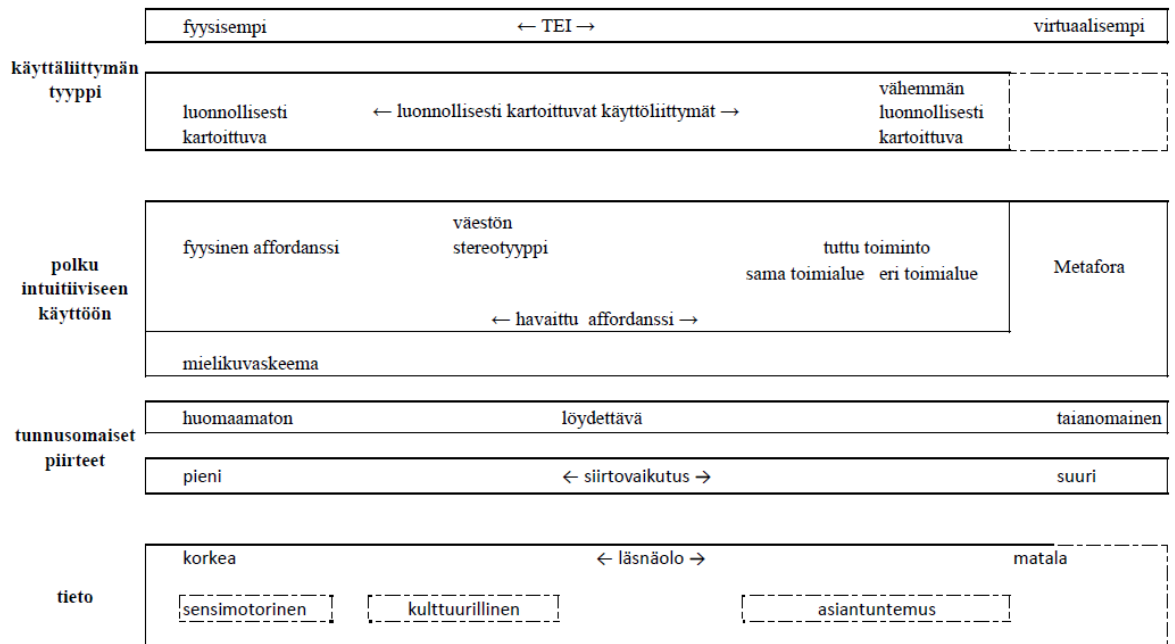 fyysisempi ← TEI → virtuaalisempi
käyttäliittymän
tyyppi
luonnollisesti
kartoittuva
← luonnollisesti kartoittuvat käyttöliittymät →
vähemmän
luonnollisesti
kartoittuva
polku
intuitiiviseen
käyttöön
fyysinen affordanssi
väestön
stereotyyppi
tuttu toiminto
sama toimialue eri toimialue
Metafora
← havaittu affordanssi →
mielikuvaskeema
tunnusomaiset
piirteet
huomaamaton löydettävä taianomainen
pieni ← siirtovaikutus → suuri
tieto
korkea ← läsnäolo → matala
sensimotorinen kulttuurillinen asiantuntemus